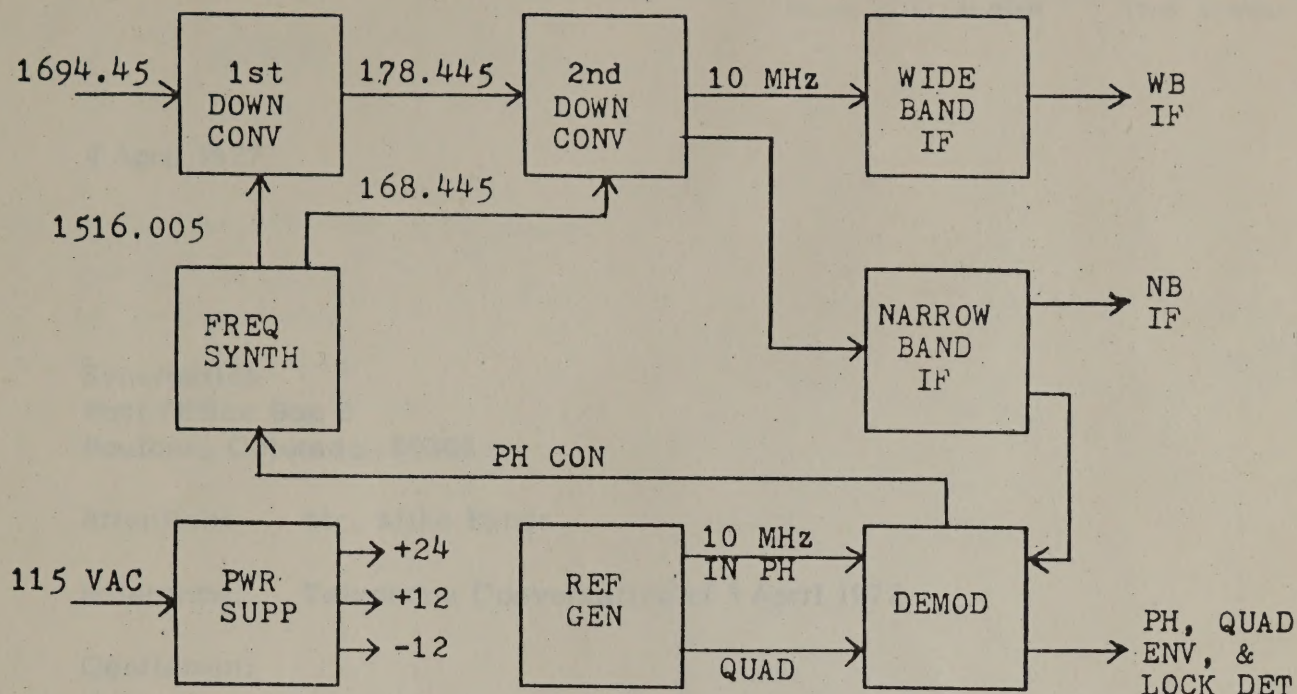 1694.45
1st
DOWN
CONV
178.445
2nd
DOWN
CONV
10 MHz
WIDE
BAND
IF
WB
IF
1516.005
168.445
FREQ
SYNTH
NARROW
BAND
IF
NB
IF
PH CON
115 VAC
PWR
SUPP
+24
+12
-12
REF
GEN
10 MHz
IN PH
QUAD
DEMOD
PH, QUAD
ENV, &
LOCK DET